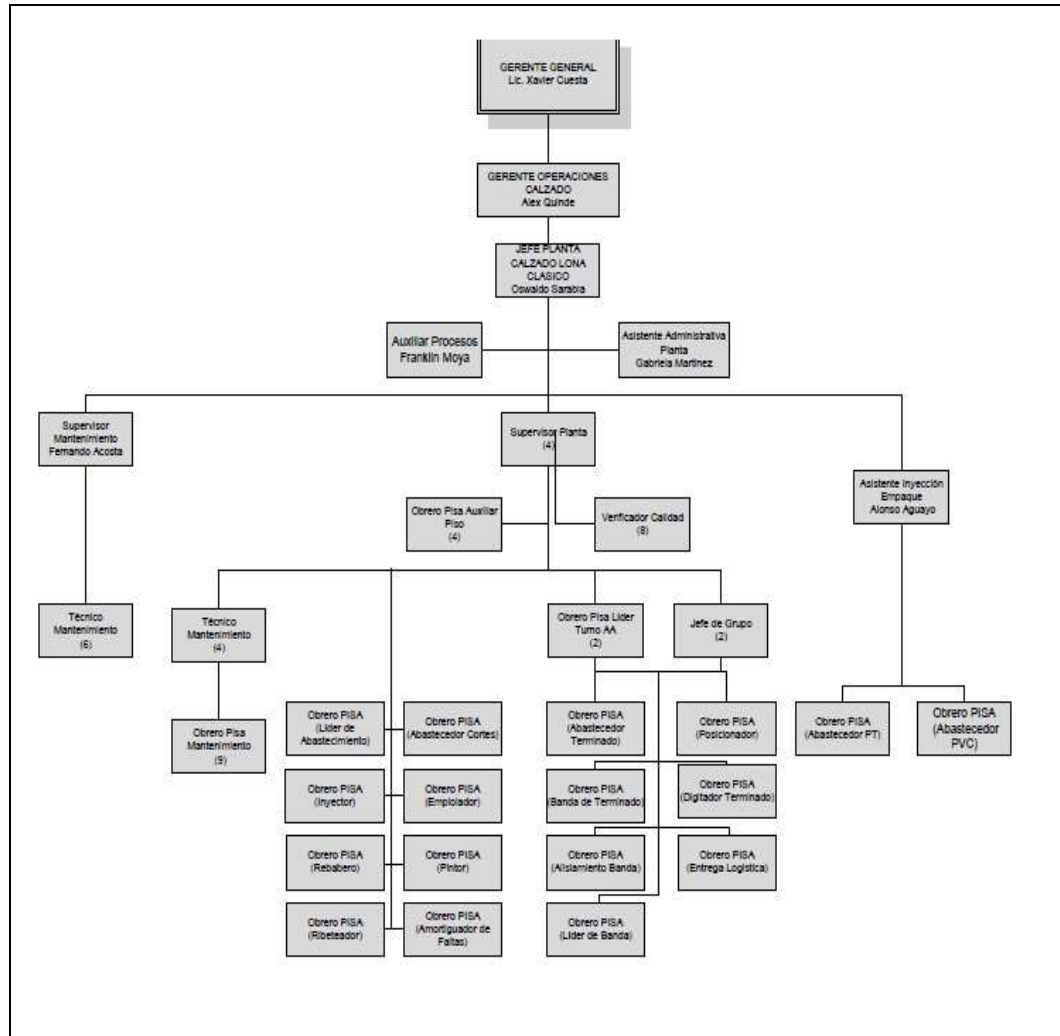 GERENTE GENERAL
Lic. Xavier Cuesta
GERENTE OPERACIONES
CALZADO
Alex Quinde
JEFE PLANTA
CALZADO LONA
CLASICO
Oswaldo Sarabia
Auxiliar Procesos
Franklin Moya
Asistente Administrativa
Planta
Gabriela Martínez
Supervisor
Mantenimiento
Fernando Acosta
Supervisor Planta
(4)
Asistente Inyección
Empaque
Alonso Aguayo
Obrero Pisa Auxiliar
Piso
(4)
Verificador Calidad
(8)
Técnico
Mantenimiento
(6)
Técnico
Mantenimiento
(4)
Obrero Pisa Lider
Turno AA
(2)
Jefe de Grupo
(2)
Obrero Pisa
Mantenimiento
(9)
Obrero PISA
(Lider de
Abastecimiento)
Obrero PISA
(Abastecedor Cortes)
Obrero PISA
(Abastecedor
Terminado)
Obrero PISA
(Posicionador)
Obrero PISA
(Abastecedor PT)
Obrero PISA
(Abastecedor
PVC)
Obrero PISA
(Inyector)
Obrero PISA
(Emplolador)
Obrero PISA
(Banda de Terminado)
Obrero PISA
(Digitador Terminado)
Obrero PISA
(Rebabero)
Obrero PISA
(Pintor)
Obrero PISA
(Alislamiento Banda)
Obrero PISA
(Entrega Logística)
Obrero PISA
(Ribeteador)
Obrero PISA
(Amortiguador de
Faltas)
Obrero PISA
(Lider de Banda)